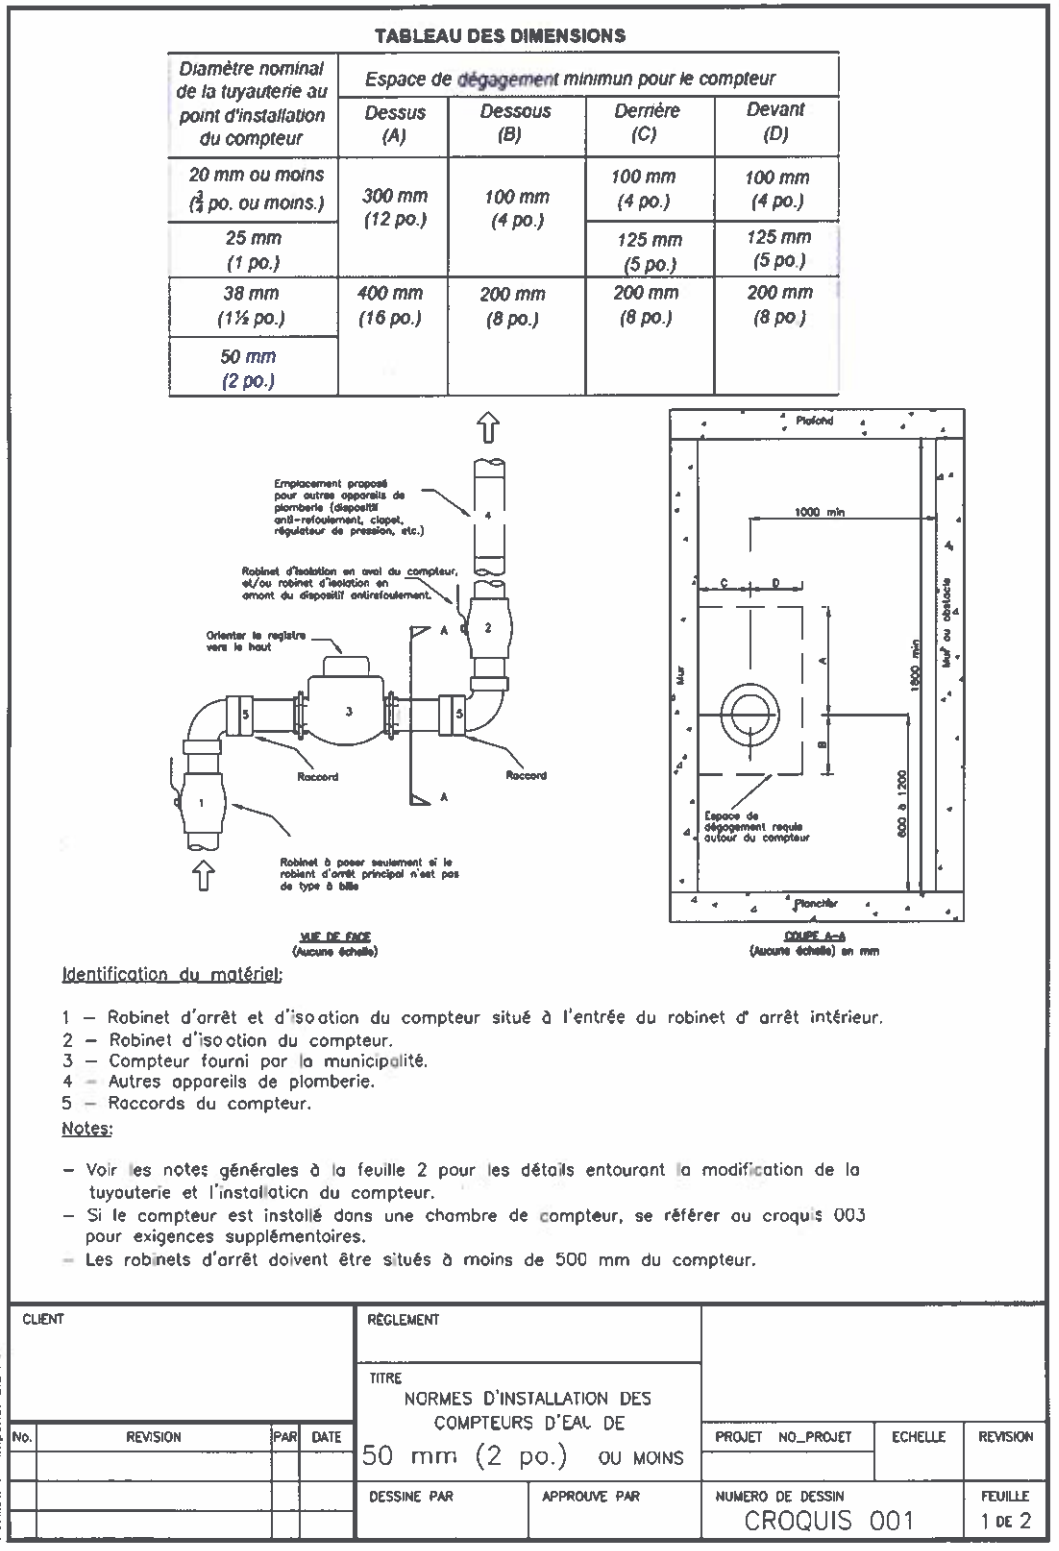 TABLEAU DES DIMENSIONS
Diamètre nominal
de la tuyauterie au
point d'installation
du compteur
Espace de dégagement minimun pour le compteur
Dessus
(A)
Dessous
(B)
Derrière
(C)
Devant
(D)
20 mm ou moins
(¾ po. ou moins.)
300 mm
(12 po.)
100 mm
(4 po.)
100 mm
(4 po.)
100 mm
(4 po.)
25 mm
(1 po.)
125 mm
(5 po.)
125 mm
(5 po.)
38 mm
(1½ po.)
400 mm
(16 po.)
200 mm
(8 po.)
200 mm
(8 po.)
200 mm
(8 po)
50 mm
(2 po.)
Emplacement proposé
pour autres appareils de
plomberie (dispositif
anti-refoulement, clapet,
régulateur de pression, etc.)
4
Robinet d'isolation en aval du compteur,
et/ou robinet d'isolation en
amont du dispositif antirefoulement.
2
A
Orienter le registre
vers le haut
5
3
5
Raccord
Raccord
A
1
Robinet à poser seulement si le
robient d'arrêt principal n'est pas
de type à bille
VUE DE FACE
(Aucune échelle)
Plafond
1000 min
C
D
Mur
A
B
1800 min
Mur ou obstacle
600 à 1200
Espace de
dégagement requis
autour du compteur
Plancher
COUPE A-A
(Aucune échelle) en mm
Identification du matériel:
1 – Robinet d'arrêt et d'isoation du compteur situé à l'entrée du robinet d' arrêt intérieur.
2 – Robinet d'isoation du compteur.
3 – Compteur fourni par la municipalité.
4 – Autres appareils de plomberie.
5 – Raccords du compteur.
Notes:
– Voir les notes générales à la feuille 2 pour les détails entourant la modification de la
tuyauterie et l'installation du compteur.
– Si le compteur est installé dans une chambre de compteur, se référer au croquis 003
pour exigences supplémentoires.
– Les robinets d'arrêt doivent être situés à moins de 500 mm du compteur.
CLIENT
RÈGLEMENT
TITRE
NORMES D'INSTALLATION DES
COMPTEURS D'EAU DE
50 mm (2 po.) OU MOINS
No.
REVISION
PAR
DATE
PROJET NO_PROJET
ECHELLE
REVISION
DESSINE PAR
APPROUVE PAR
NUMERO DE DESSIN
CROQUIS 001
FEUILLE
1 DE 2